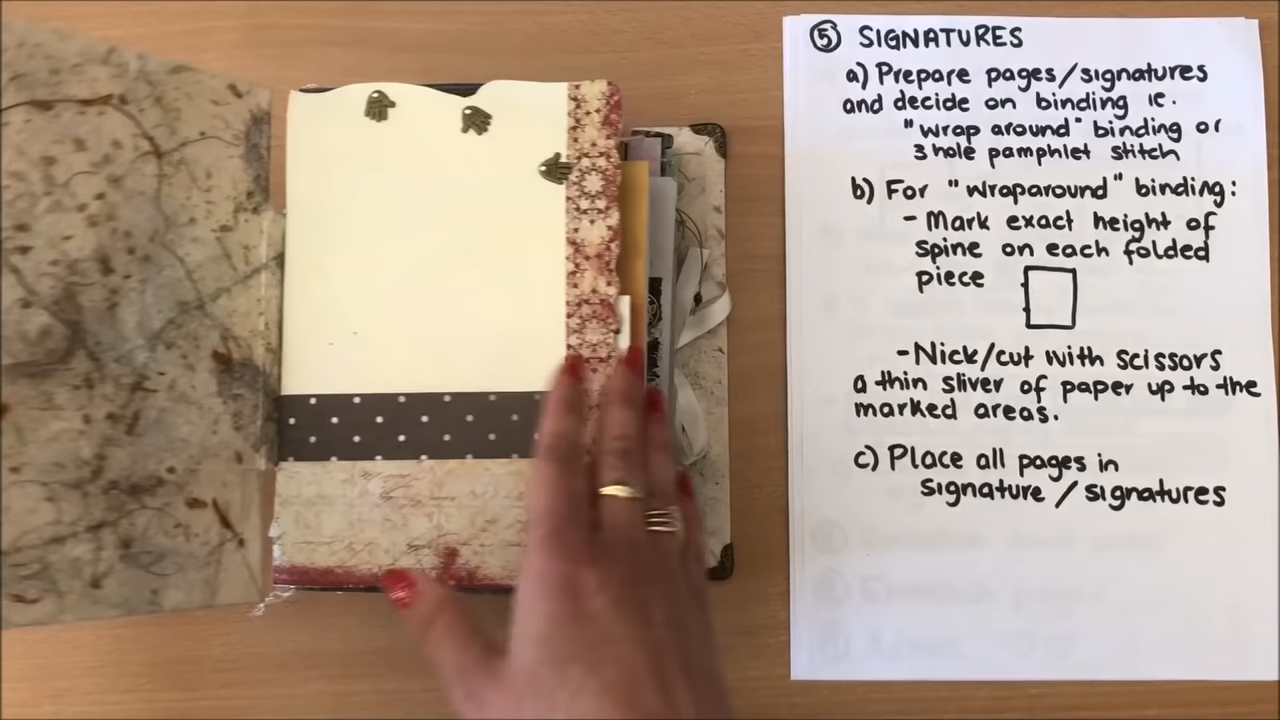 ⑤ SIGNATURES
a) Prepare pages/signatures
and decide on binding ie.
"wrap around" binding or
3 hole pamphlet stitch
b) For "wraparound" binding:
- Mark exact height of
spine on each folded
piece
- Nick/cut with scissors
a thin sliver of paper up to the
marked areas.
c) Place all pages in
signature / signatures